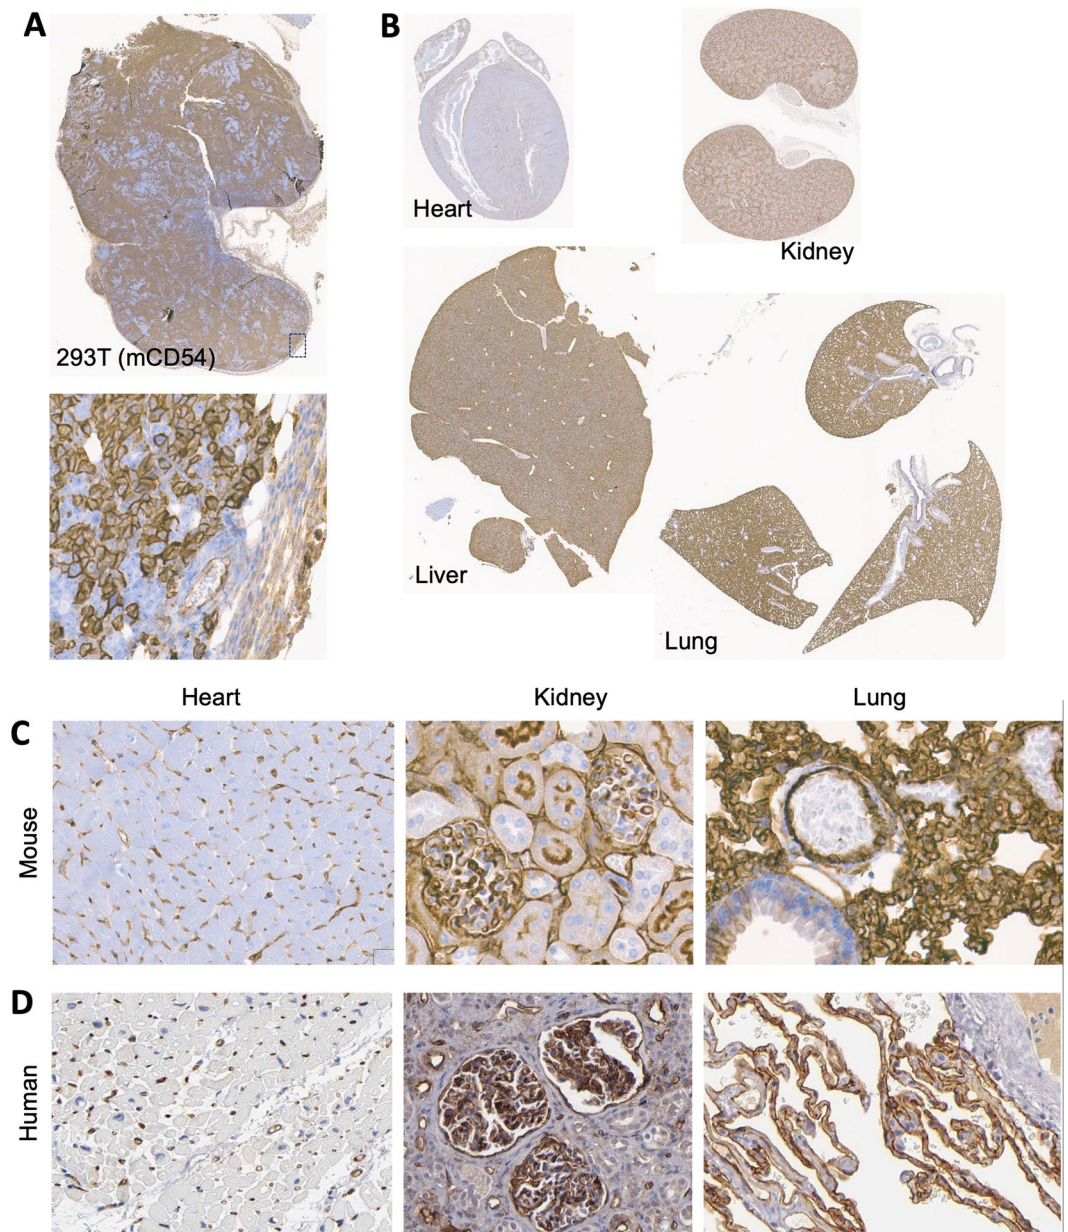 A
B
293T (mCD54)
Heart
Kidney
Liver
Lung
Heart
Kidney
Lung
C
Mouse
D
Human